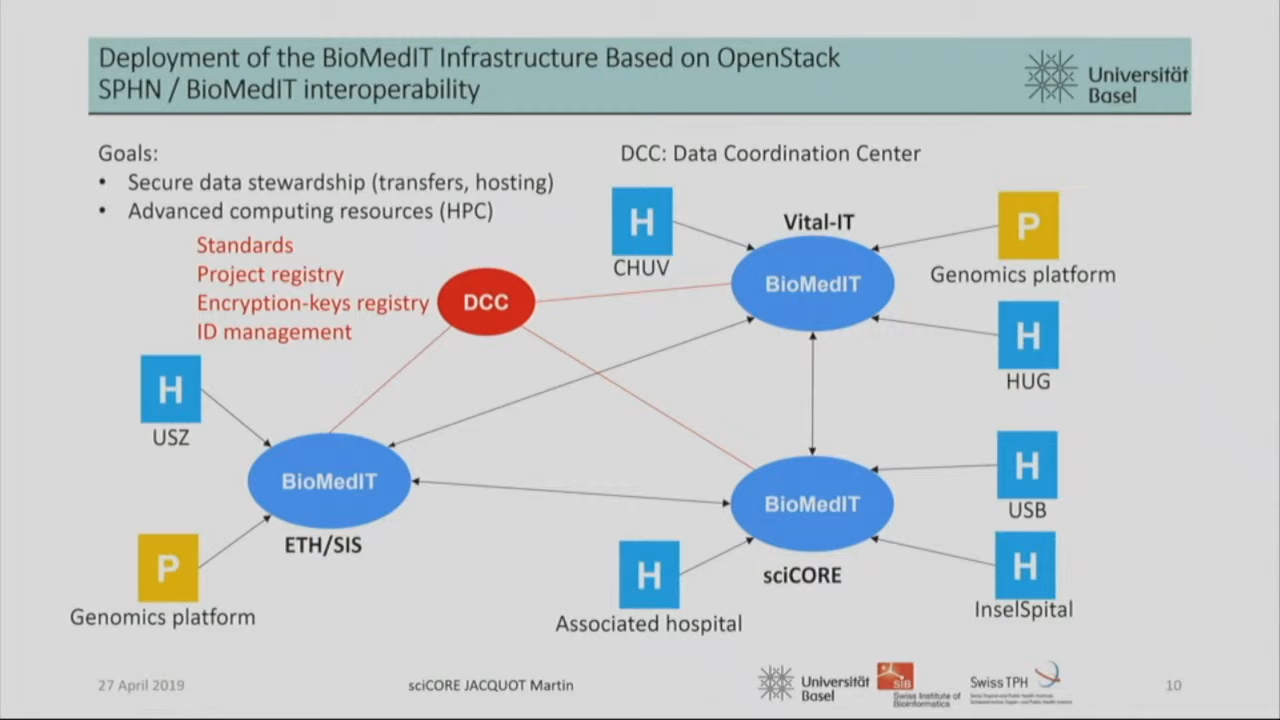 Deployment of the BioMedIT Infrastructure Based on OpenStack
SPHN / BioMedIT interoperability
Universität
Basel
Goals:
• Secure data stewardship (transfers, hosting)
• Advanced computing resources (HPC)
DCC: Data Coordination Center
Standards
Project registry
Encryption-keys registry
ID management
DCC
H
CHUV
Vital-IT
BioMedIT
P
Genomics platform
H
HUG
H
USZ
BioMedIT
ETH/SIS
P
Genomics platform
BioMedIT
sciCORE
H
USB
H
InselSpital
H
Associated hospital
27 April 2019
sciCORE JACQUOT Martin
Universität
Basel
SIB
Swiss Institute of
Bioinformatics
Swiss TPH
10